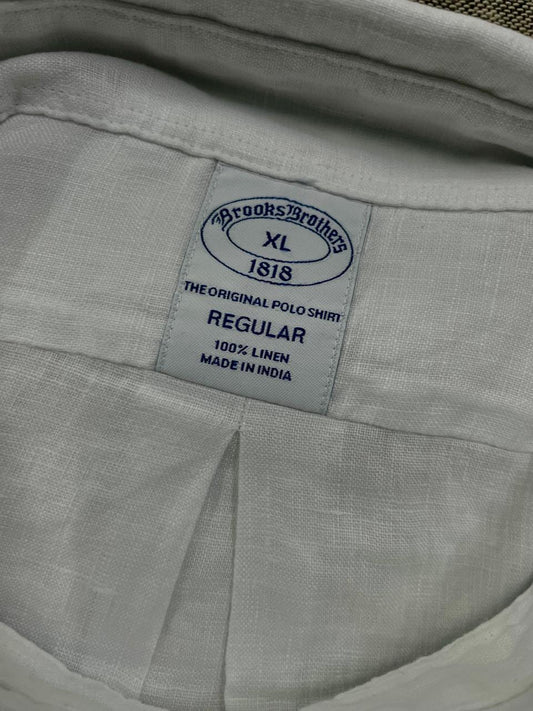 Brooks Brothers
XL
1818
THE ORIGINAL POLO SHIRT
REGULAR
100% LINEN
MADE IN INDIA